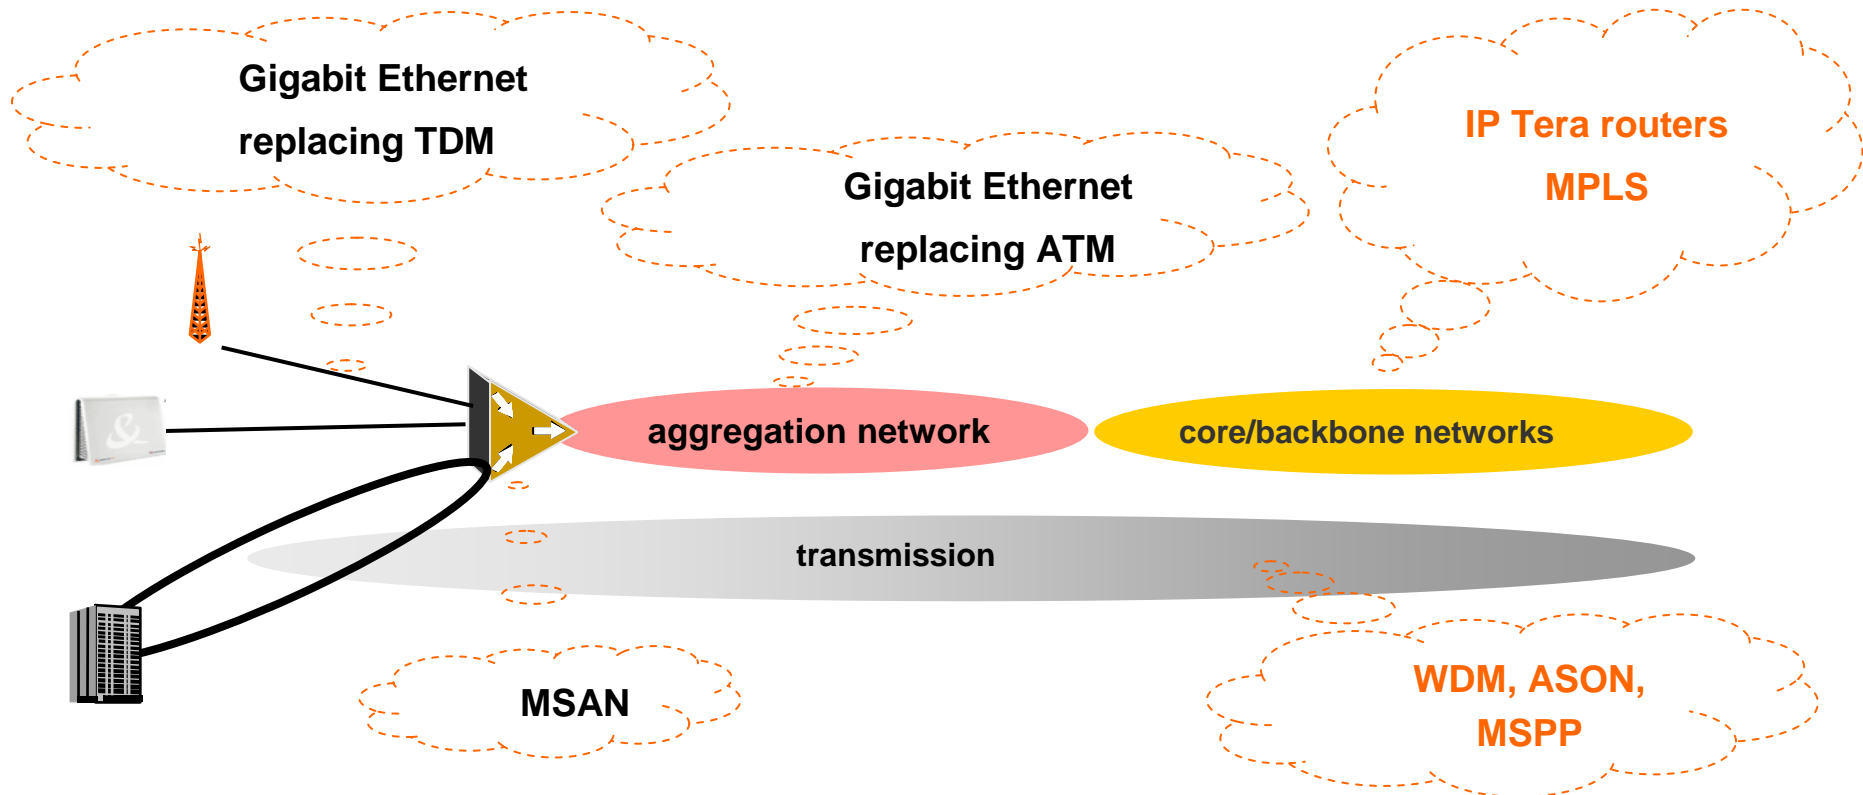 Gigabit Ethernet
replacing TDM
Gigabit Ethernet
replacing ATM
IP Tera routers
MPLS
&
aggregation network
core/backbone networks
transmission
MSAN
WDM, ASON,
MSPP